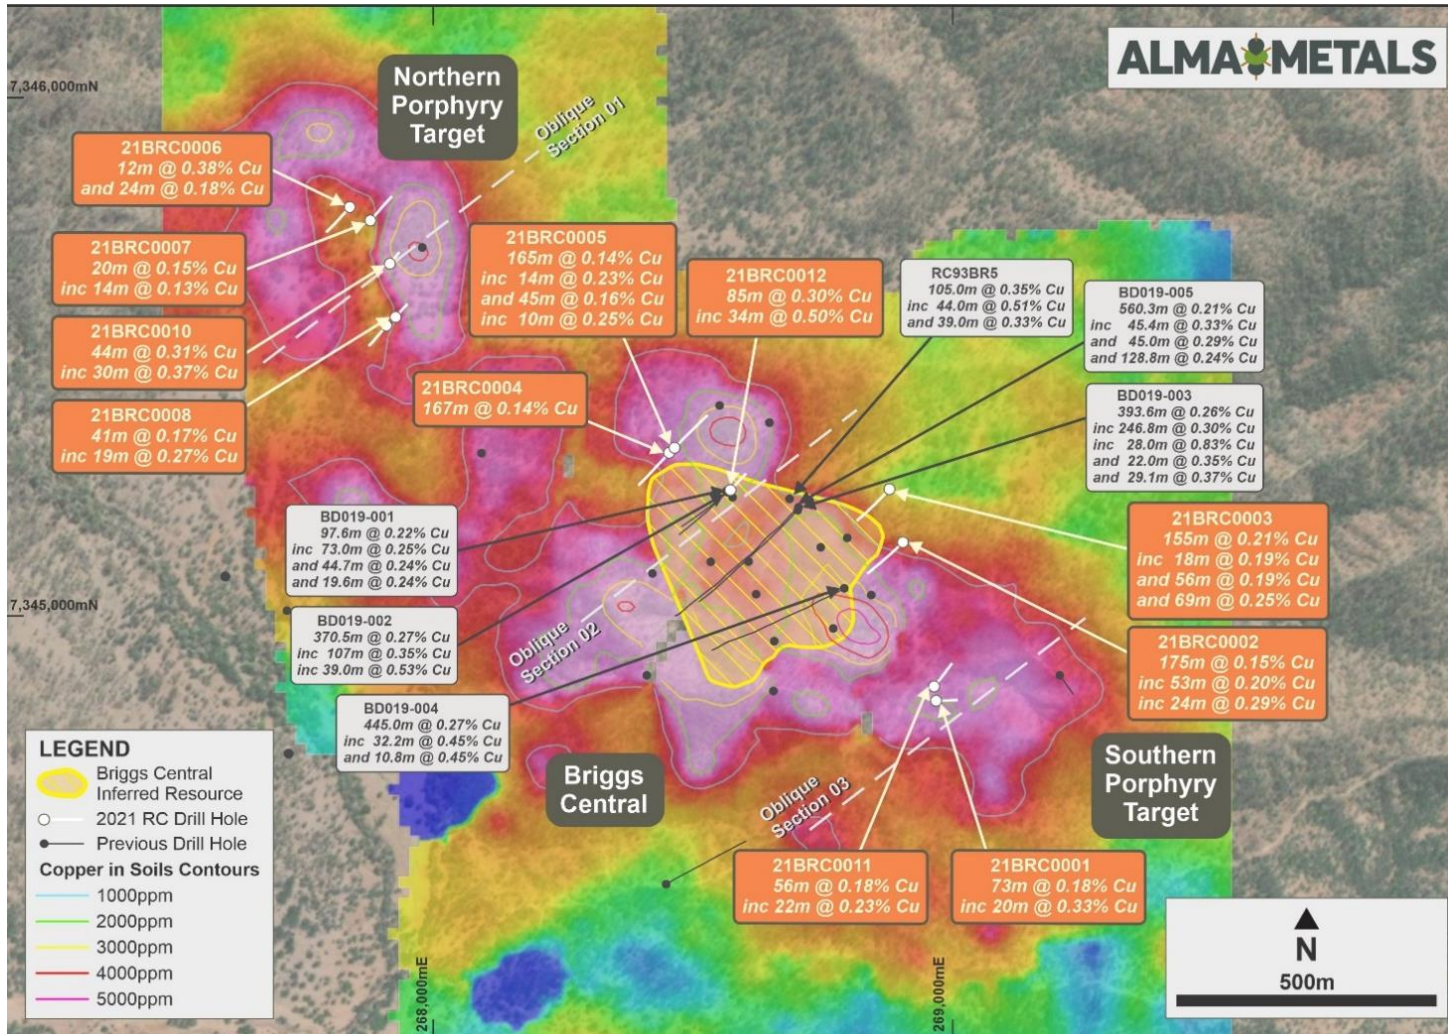 ALMA METALS
7,346,000mN
Northern
Porphyry
Target
Oblique
Section 01
21BRC0006
12m @ 0.38% Cu
and 24m @ 0.18% Cu
21BRC0007
20m @ 0.15% Cu
inc 14m @ 0.13% Cu
21BRC0010
44m @ 0.31% Cu
inc 30m @ 0.37% Cu
21BRC0008
41m @ 0.17% Cu
inc 19m @ 0.27% Cu
21BRC0005
165m @ 0.14% Cu
inc 14m @ 0.23% Cu
and 45m @ 0.16% Cu
inc 10m @ 0.25% Cu
21BRC0004
167m @ 0.14% Cu
21BRC0012
85m @ 0.30% Cu
inc 34m @ 0.50% Cu
RC93BR5
105.0m @ 0.35% Cu
inc 44.0m @ 0.51% Cu
and 39.0m @ 0.33% Cu
BD019-005
560.3m @ 0.21% Cu
inc 45.4m @ 0.33% Cu
and 45.0m @ 0.29% Cu
and 128.8m @ 0.24% Cu
BD019-003
393.6m @ 0.26% Cu
inc 246.8m @ 0.30% Cu
inc 28.0m @ 0.83% Cu
and 22.0m @ 0.35% Cu
and 29.1m @ 0.37% Cu
21BRC0003
155m @ 0.21% Cu
inc 18m @ 0.19% Cu
and 56m @ 0.19% Cu
and 69m @ 0.25% Cu
21BRC0002
175m @ 0.15% Cu
inc 53m @ 0.20% Cu
inc 24m @ 0.29% Cu
BD019-001
97.6m @ 0.22% Cu
inc 73.0m @ 0.25% Cu
and 44.7m @ 0.24% Cu
and 19.6m @ 0.24% Cu
7,345,000mN
BD019-002
370.5m @ 0.27% Cu
inc 107m @ 0.35% Cu
inc 39.0m @ 0.53% Cu
Oblique
Section 02
BD019-004
445.0m @ 0.27% Cu
inc 32.2m @ 0.45% Cu
and 10.8m @ 0.45% Cu
Briggs
Central
Oblique
Section 03
Southern
Porphyry
Target
21BRC0011
56m @ 0.18% Cu
inc 22m @ 0.23% Cu
21BRC0001
73m @ 0.18% Cu
inc 20m @ 0.33% Cu
LEGEND
Briggs Central
Inferred Resource
2021 RC Drill Hole
Previous Drill Hole
Copper in Soils Contours
1000ppm
2000ppm
3000ppm
4000ppm
5000ppm
268,000mE
269,000mE
N
500m